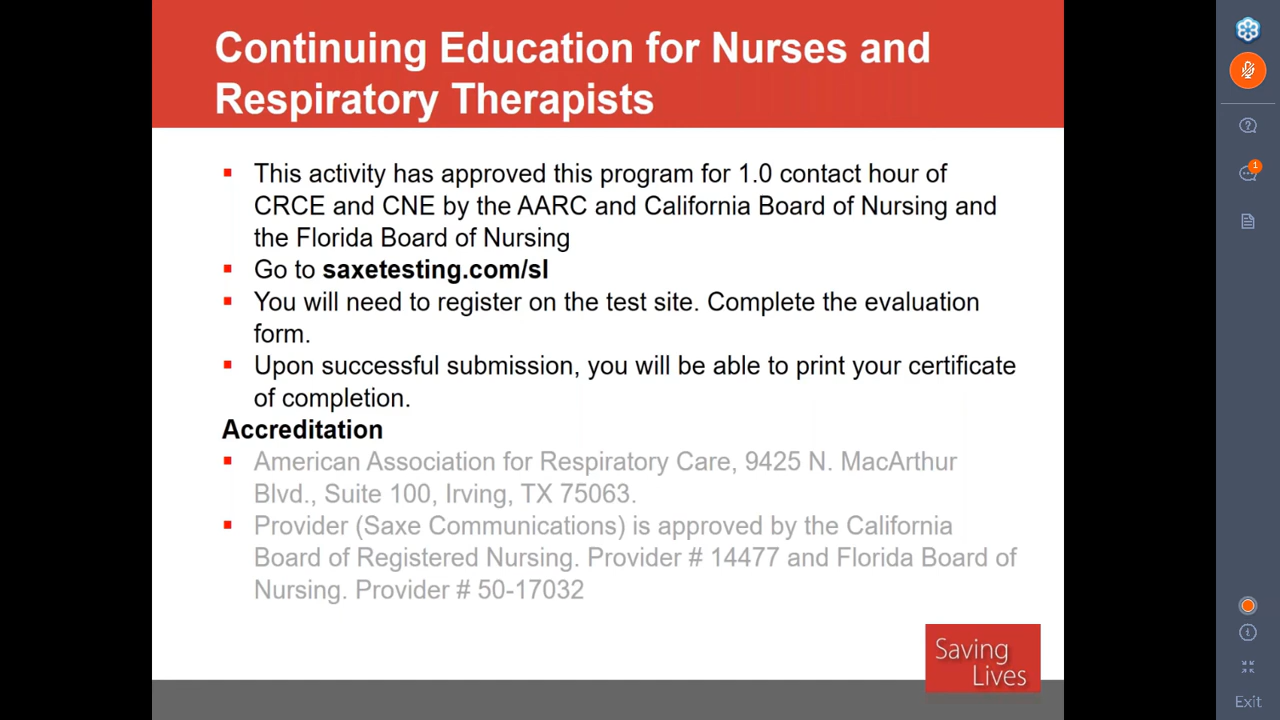 Continuing Education for Nurses and
Respiratory Therapists
This activity has approved this program for 1.0 contact hour of
CRCE and CNE by the AARC and California Board of Nursing and
the Florida Board of Nursing
Go to saxetesting.com/sl
You will need to register on the test site. Complete the evaluation
form.
Upon successful submission, you will be able to print your certificate
of completion.
Accreditation
American Association for Respiratory Care, 9425 N. MacArthur
Blvd., Suite 100, Irving, TX 75063.
Provider (Saxe Communications) is approved by the California
Board of Registered Nursing. Provider # 14477 and Florida Board of
Nursing. Provider # 50-17032
Saving
Lives
1
Exit